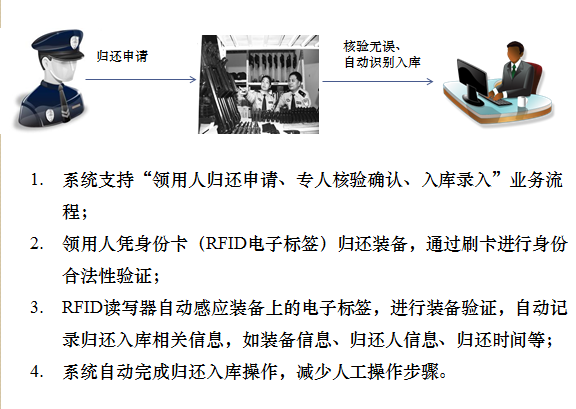 归还申请
核验无误、
自动识别入库
1. 系统支持“领用人归还申请、专人核验确认、入库录入”业务流
程；
2. 领用人凭身份卡（RFID电子标签）归还装备，通过刷卡进行身份
合法性验证；
3. RFID读写器自动感应装备上的电子标签，进行装备验证，自动记
录归还入库相关信息，如装备信息、归还人信息、归还时间等；
4. 系统自动完成归还入库操作，减少人工操作步骤。